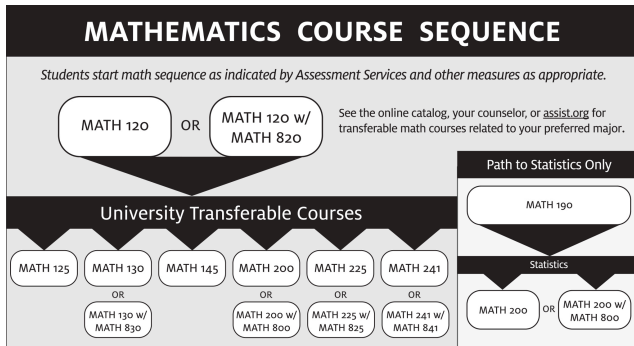 MATHEMATICS COURSE SEQUENCE
Students start math sequence as indicated by Assessment Services and other measures as appropriate.
MATH 120
OR
MATH 120 w/
MATH 820
See the online catalog, your counselor, or assist.org for
transferable math courses related to your preferred major.
University Transferable Courses
MATH 125
MATH 130
OR
MATH 130 w/
MATH 830
MATH 145
MATH 200
OR
MATH 200 w/
MATH 800
MATH 225
OR
MATH 225 w/
MATH 825
MATH 241
OR
MATH 241 w/
MATH 841
Path to Statistics Only
MATH 190
Statistics
MATH 200
OR
MATH 200 w/
MATH 800